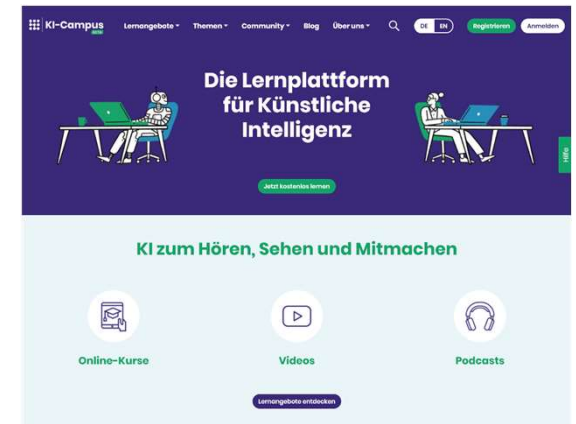 KI-Campus
BETA
Lernangebote
Themen
Community
Blog
Über uns
DE
EN
Registrieren
Anmelden
Die Lernplattform
für Künstliche
Intelligenz
Jetzt kostenlos lernen
Hilfe
KI zum Hören, Sehen und Mitmachen
Online-Kurse
Videos
Podcasts
Lernangebote entdecken